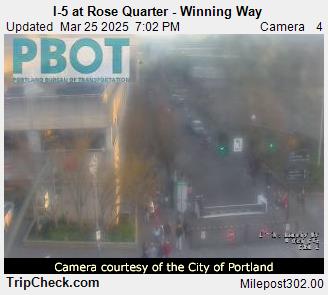 I-5 at Rose Quarter - Winning Way
Updated Mar 25 2025 7:02 PM Camera 4
PBOT
PORTLAND BUREAU OF TRANSPORTATION
Camera courtesy of the City of Portland
TripCheck.com Milepost302.00